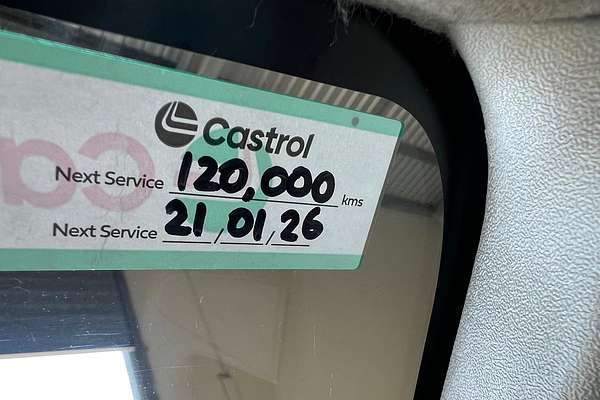 Castrol
Next Service 120,000 kms
Next Service 21/01/26